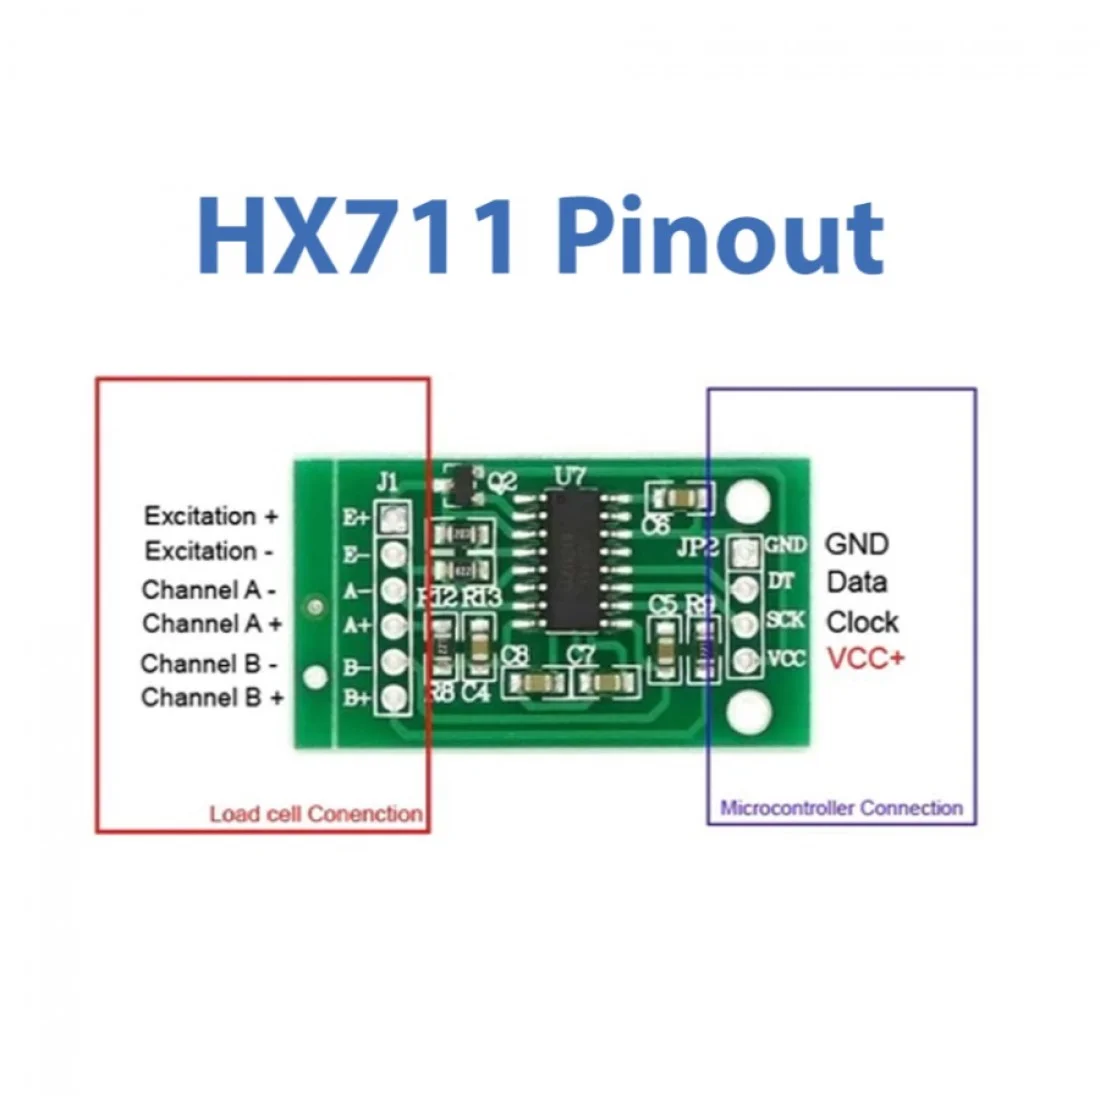 HX711 Pinout
J1
Q2
U7
C6
Excitation +
E+
Excitation -
E-
Channel A -
A-
Channel A +
A+
Channel B -
B-
Channel B +
B+
R12
R13
R8
C4
C8
C7
C5
R9
JP2
GND
GND
DT
Data
SCK
Clock
VCC
VCC+
Load cell Conenction
Microcontroller Connection